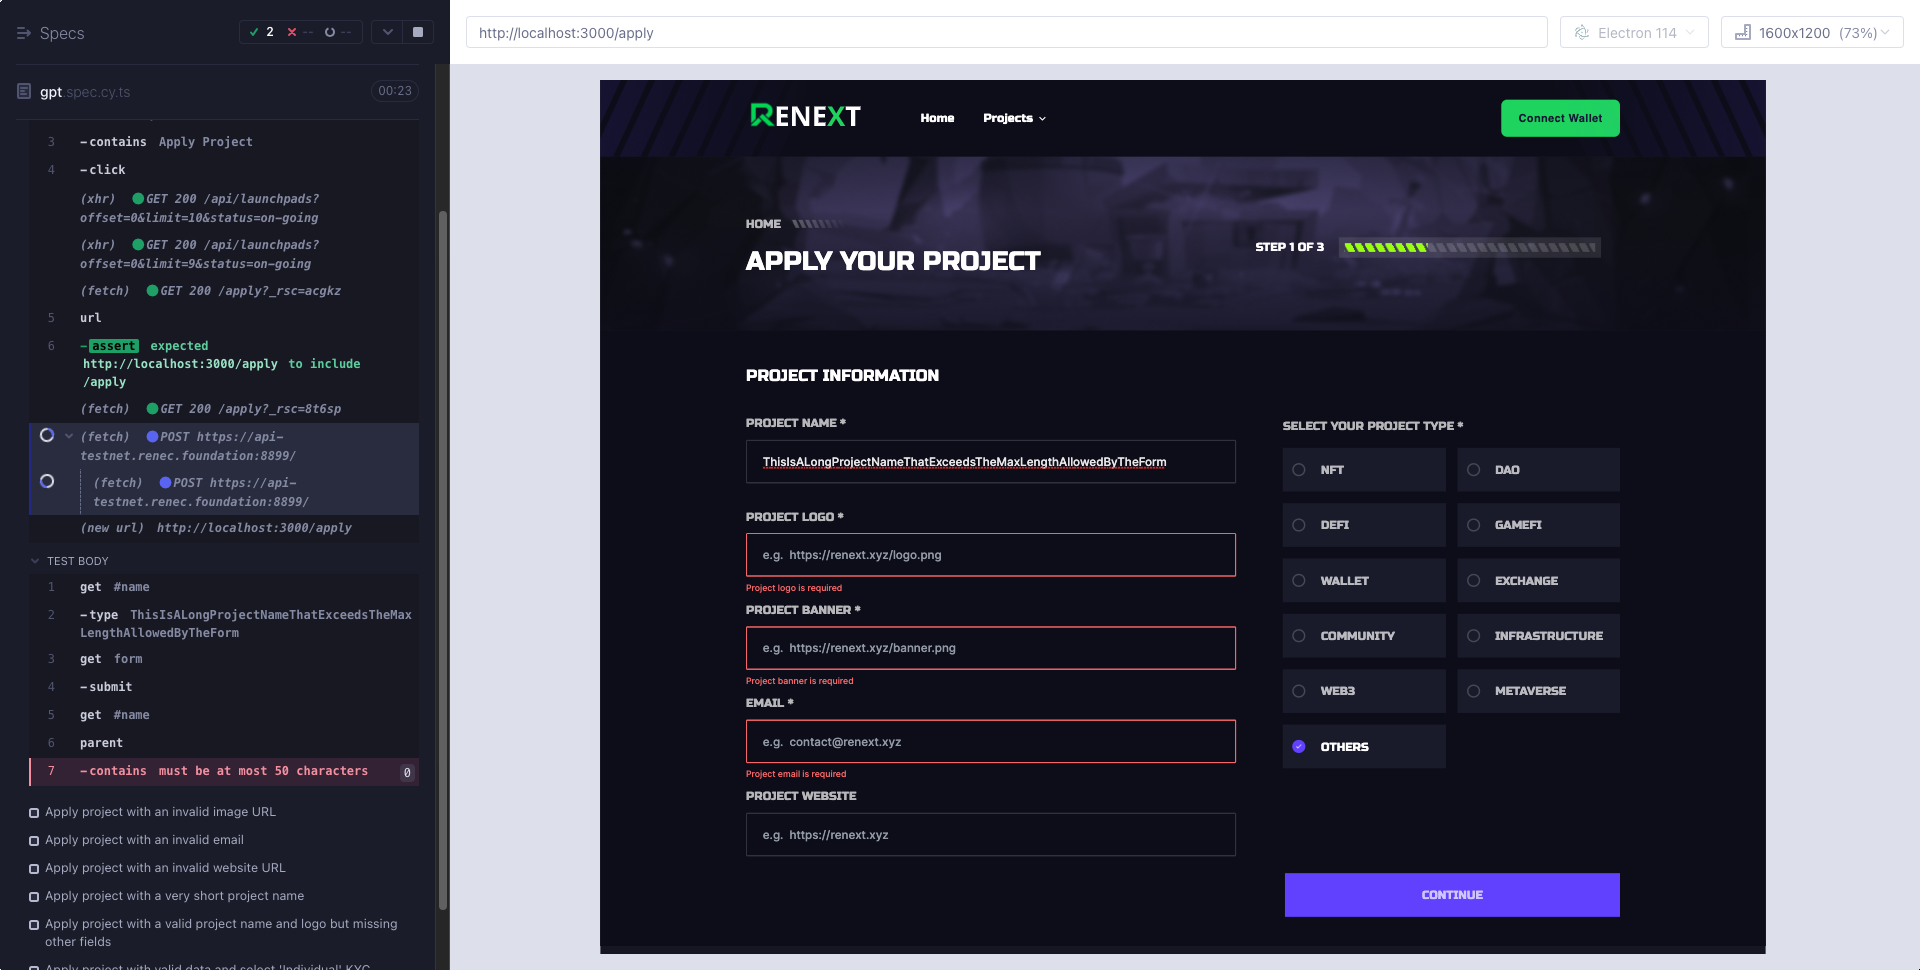 Specs
2 -- --
gpt.spec.cy.ts
00:23
3 -contains Apply Project
4 -click
(xhr) GET 200 /api/launchpads?
offset=0&limit=10&status=on-going
(xhr) GET 200 /api/launchpads?
offset=0&limit=9&status=on-going
(fetch) GET 200 /apply?_rsc=acgkz
5 url
6 -assert expected
http://localhost:3000/apply to include
/apply
(fetch) GET 200 /apply?_rsc=8t6sp
(fetch) POST https://api-
testnet.renec.foundation:8899/
(fetch) POST https://api-
testnet.renec.foundation:8899/
(new url) http://localhost:3000/apply
TEST BODY
1 get #name
2 -type ThisIsALongProjectNameThatExceedsTheMax
LengthAllowedByTheForm
3 get form
4 -submit
5 get #name
6 parent
7 -contains must be at most 50 characters 0
Apply project with an invalid image URL
Apply project with an invalid email
Apply project with an invalid website URL
Apply project with a very short project name
Apply project with a valid project name and logo but missing
other fields
Apply project with valid data and select 'Individual' KYC
http://localhost:3000/apply
Electron 114
1600x1200 (73%)
RENEXT
Home
Projects
Connect Wallet
HOME
APPLY YOUR PROJECT
STEP 1 OF 3
PROJECT INFORMATION
PROJECT NAME *
ThisIsALongProjectNameThatExceedsTheMaxLengthAllowedByTheForm
PROJECT LOGO *
e.g. https://renext.xyz/logo.png
Project logo is required
PROJECT BANNER *
e.g. https://renext.xyz/banner.png
Project banner is required
EMAIL *
e.g. contact@renext.xyz
Project email is required
PROJECT WEBSITE
e.g. https://renext.xyz
SELECT YOUR PROJECT TYPE *
NFT
DAO
DEFI
GAMEFI
WALLET
EXCHANGE
COMMUNITY
INFRASTRUCTURE
WEB3
METAVERSE
OTHERS
CONTINUE